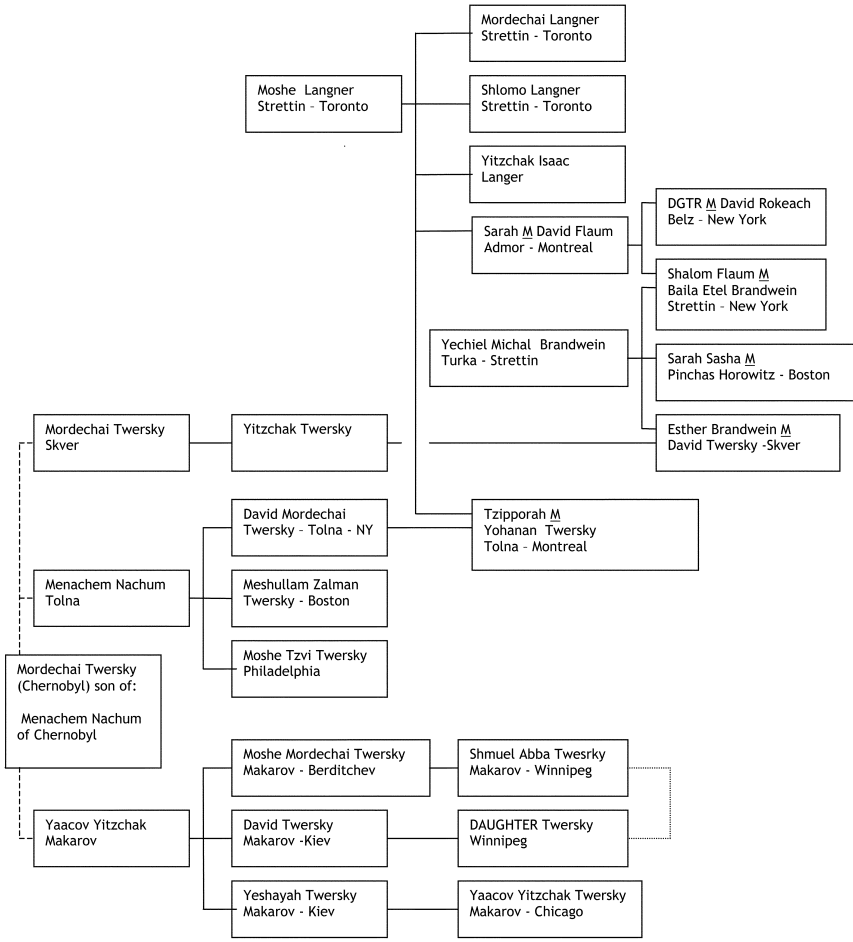 Mordechai Langner
Strettin - Toronto
Moshe  Langner
Strettin – Toronto
Shlomo Langner
Strettin - Toronto
Yitzchak Isaac
Langer
DGTR M David Rokeach
Belz – New York
Sarah M David Flaum
Admor - Montreal
Shalom Flaum M
Baila Etel Brandwein
Strettin – New York
Yechiel Michal  Brandwein
Turka - Strettin
Sarah Sasha M
Pinchas Horowitz - Boston
Mordechai Twersky
Skver
Yitzchak Twersky
Esther Brandwein M
David Twersky -Skver
David Mordechai
Twersky – Tolna - NY
Tzipporah M
Yohanan  Twersky
Tolna – Montreal
Menachem Nachum
Tolna
Meshullam Zalman
Twersky - Boston
Moshe Tzvi Twersky
Philadelphia
Mordechai Twersky
(Chernobyl) son of:
Menachem Nachum
of Chernobyl
Moshe Mordechai Twersky
Makarov - Berditchev
Shmuel Abba Twesrky
Makarov - Winnipeg
Yaacov Yitzchak
Makarov
David Twersky
Makarov -Kiev
DAUGHTER Twersky
Winnipeg
Yeshayah Twersky
Makarov - Kiev
Yaacov Yitzchak Twersky
Makarov - Chicago